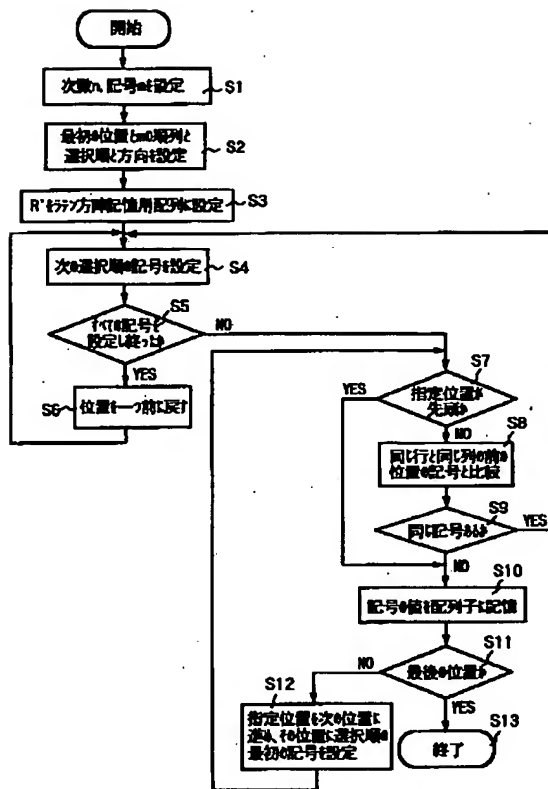 開始
次数n、記号mを設定
S1
最初の位置とmの順列と
選択順と方向を設定
S2
R*をラテン方陣記憶用配列に設定
S3
次の選択順の記号を設定
S4
すべての記号を
設定し終ったか
S5
NO
YES
S6
位置を一つ前に戻す
S7
指定位置が
先頭か
YES
NO
S8
同じ行と同じ列の前の
位置の記号と比較
S9
同じ記号あるか
YES
NO
S10
記号の値を配列子に記憶
S11
最後の位置か
NO
YES
S12
指定位置を次の位置に
進め、その位置に選択順の
最初の記号を設定
S13
終了